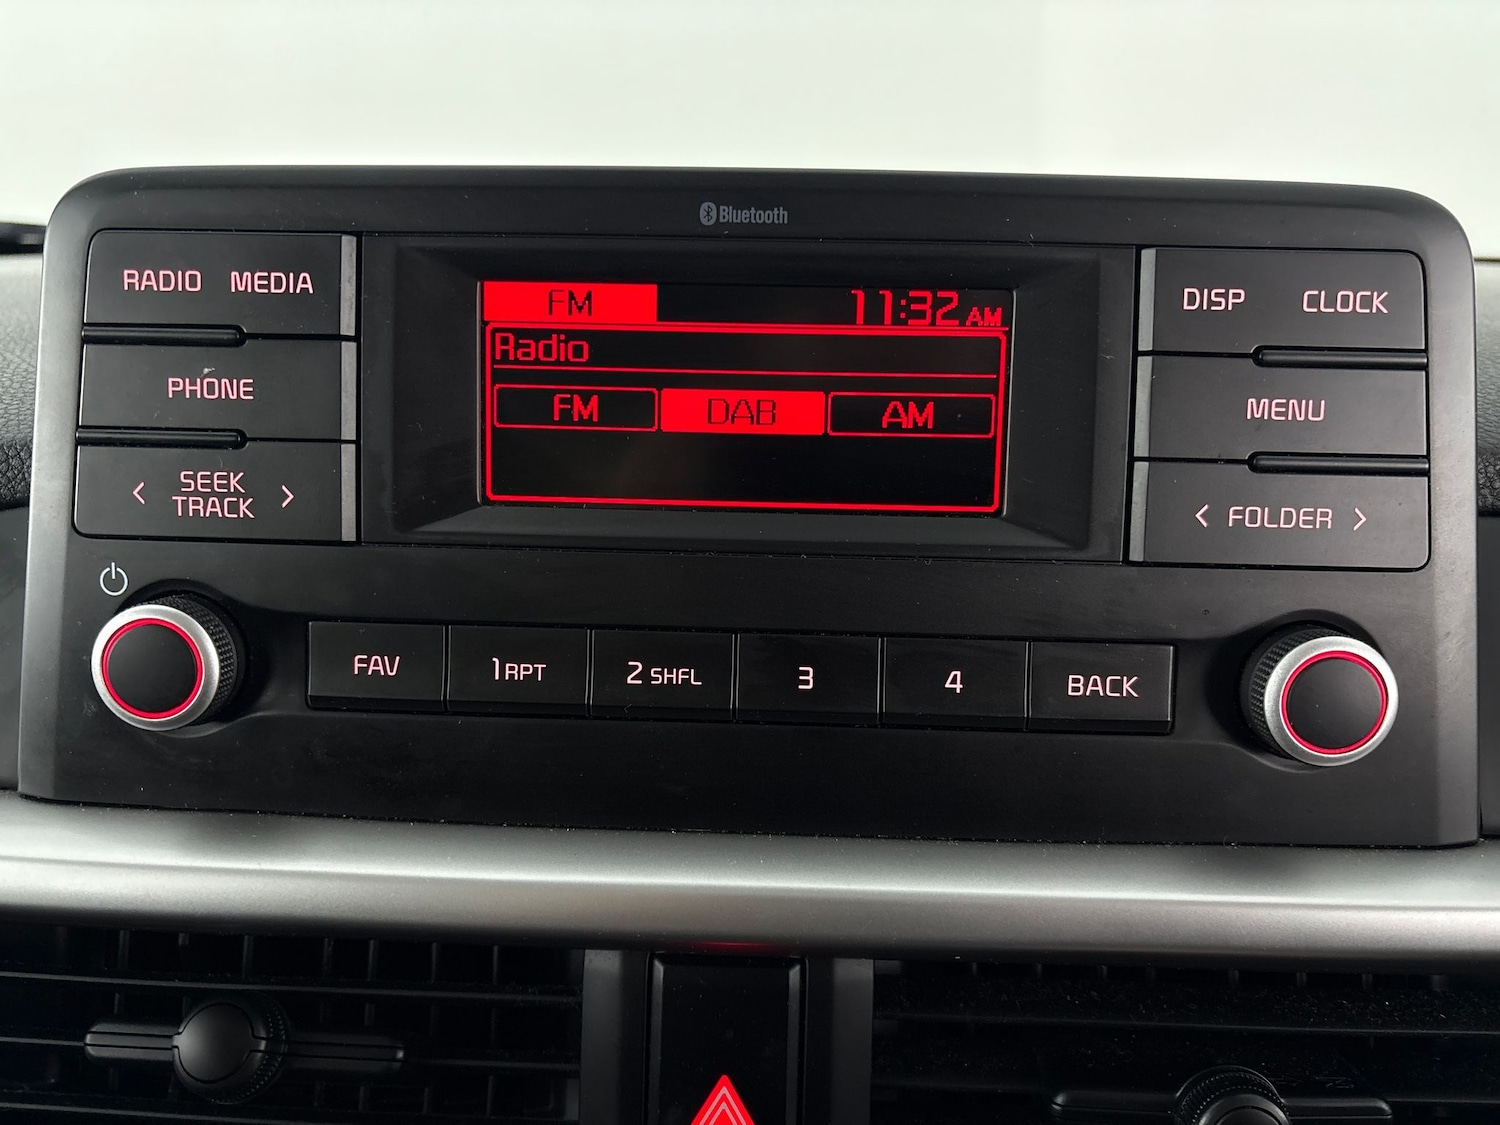 Bluetooth
RADIO MEDIA
PHONE
< SEEK TRACK >
FM 11:32 AM
Radio
FM DAB AM
DISP CLOCK
MENU
< FOLDER >
FAV 1 RPT 2 SHFL 3 4 BACK